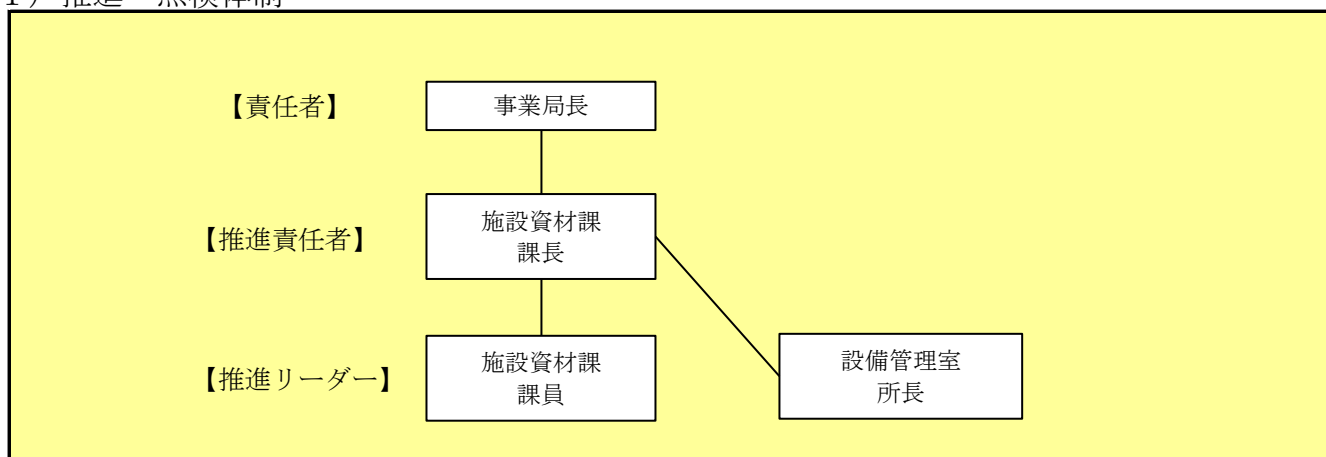 【責任者】
事業局長
【推進責任者】
施設資材課
課長
【推進リーダー】
施設資材課
課員
設備管理室
所長